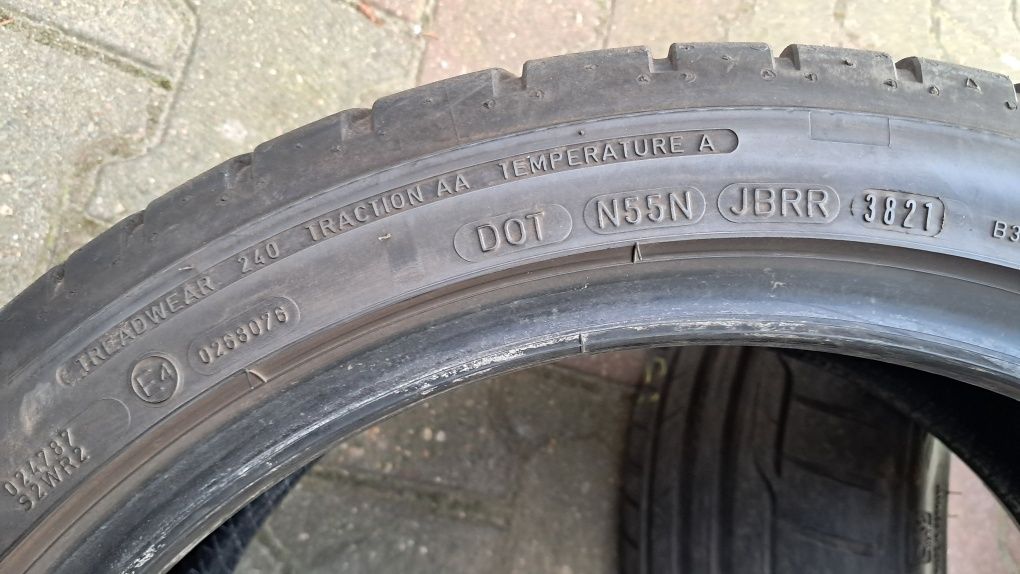 TREADWEAR 240 TRACTION AA TEMPERATURE A
DOT N55N JBRR 3821
E4 0268076
024787
S2WR2